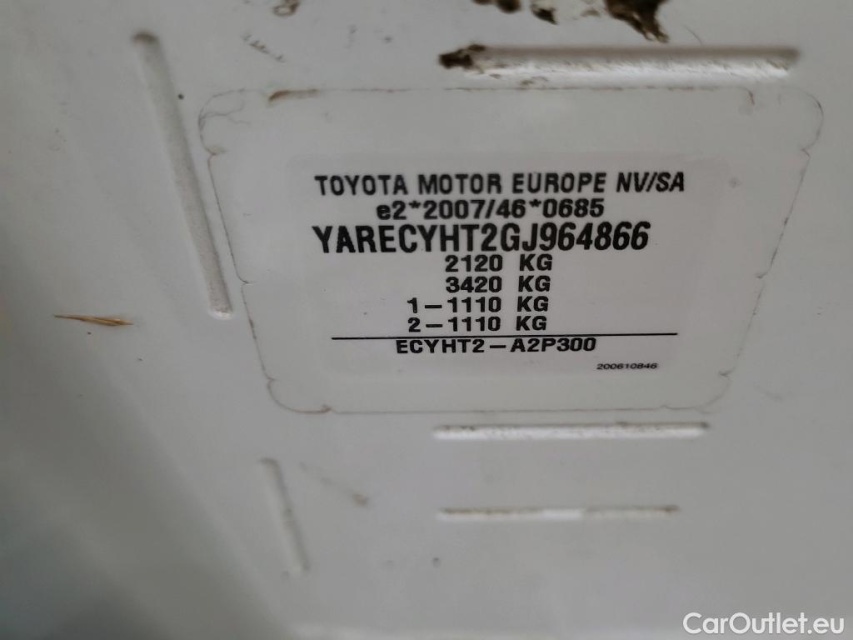 TOYOTA MOTOR EUROPE NV/SA
e2*2007/46*0685
YARECYHT2GJ964866
2120 KG
3420 KG
1-1110 KG
2-1110 KG
ECYHT2-A2P300
200610846
CarOutlet.eu